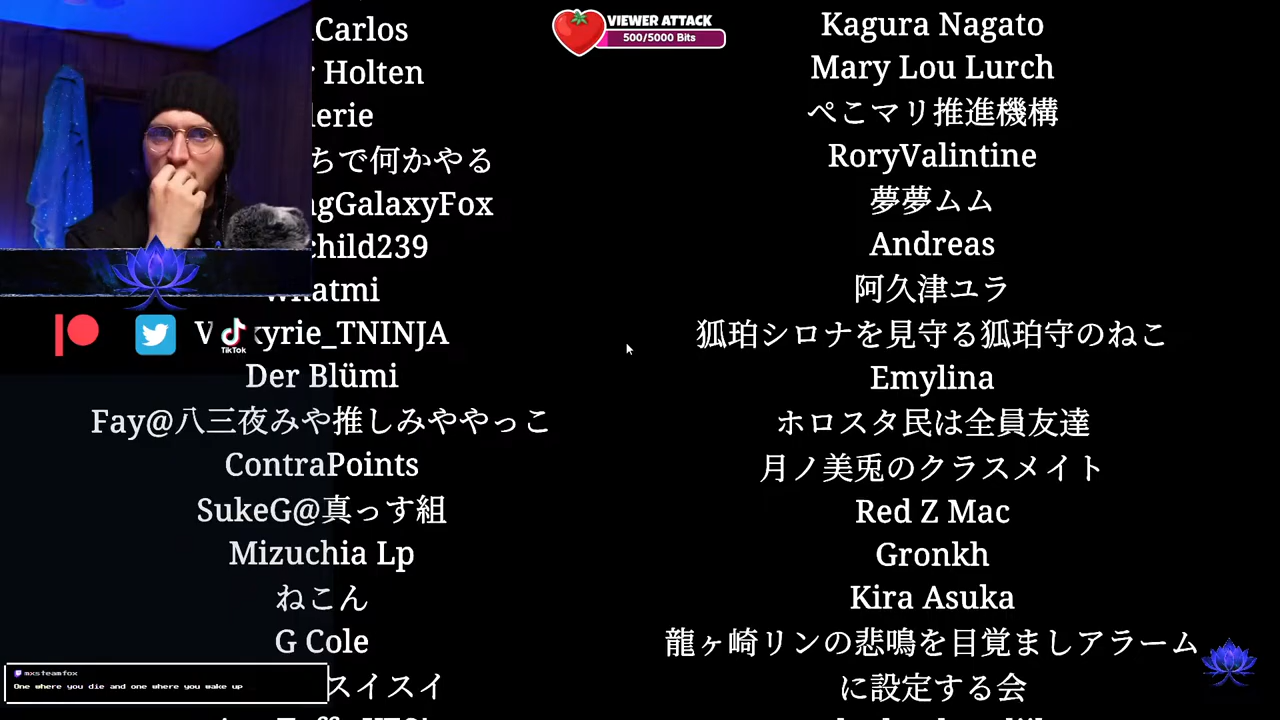 Carlos
VIEWER ATTACK
500/5000 Bits
Holten
ちで何かやる
GalaxyFox
child239
TikTok
Der Blümi
Fay@八三夜みや推しみややっこ
ContraPoints
SukeG@真っす組
Mizuchia Lp
ねこん
G Cole
スイスイ
mxsteamfox
One where you die and one where you wake up
Kagura Nagato
Mary Lou Lurch
ぺこマリ推進機構
RoryValintine
夢夢ムム
Andreas
阿久津ユラ
狐珀シロナを見守る狐珀守のねこ
Emylina
ホロスタ民は全員友達
月ノ美兎のクラスメイト
Red Z Mac
Gronkh
Kira Asuka
龍ヶ崎リンの悲鳴を目覚ましアラーム
に設定する会